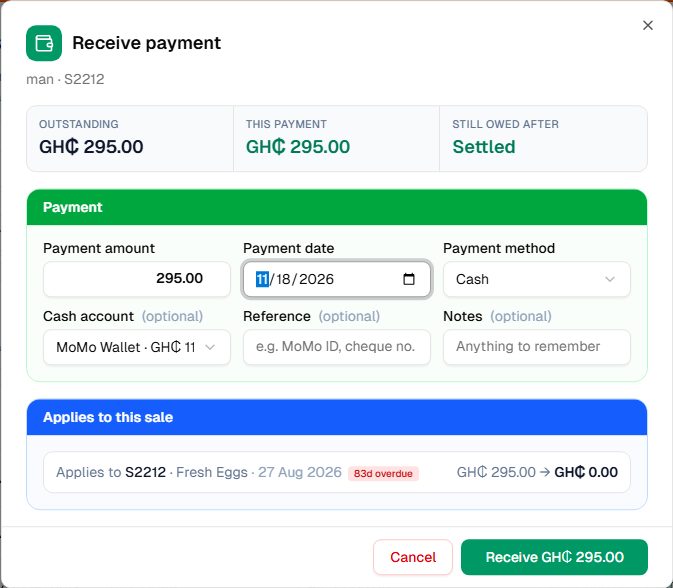 Receive payment
man · S2212
OUTSTANDING
GH₵ 295.00
THIS PAYMENT
GH₵ 295.00
STILL OWED AFTER
Settled
Payment
Payment amount
295.00
Payment date
11/18/2026
Payment method
Cash
Cash account (optional)
MoMo Wallet · GH₵ 11
Reference (optional)
e.g. MoMo ID, cheque no.
Notes (optional)
Anything to remember
Applies to this sale
Applies to S2212 · Fresh Eggs · 27 Aug 2026 83d overdue GH₵ 295.00 → GH₵ 0.00
Cancel
Receive GH₵ 295.00